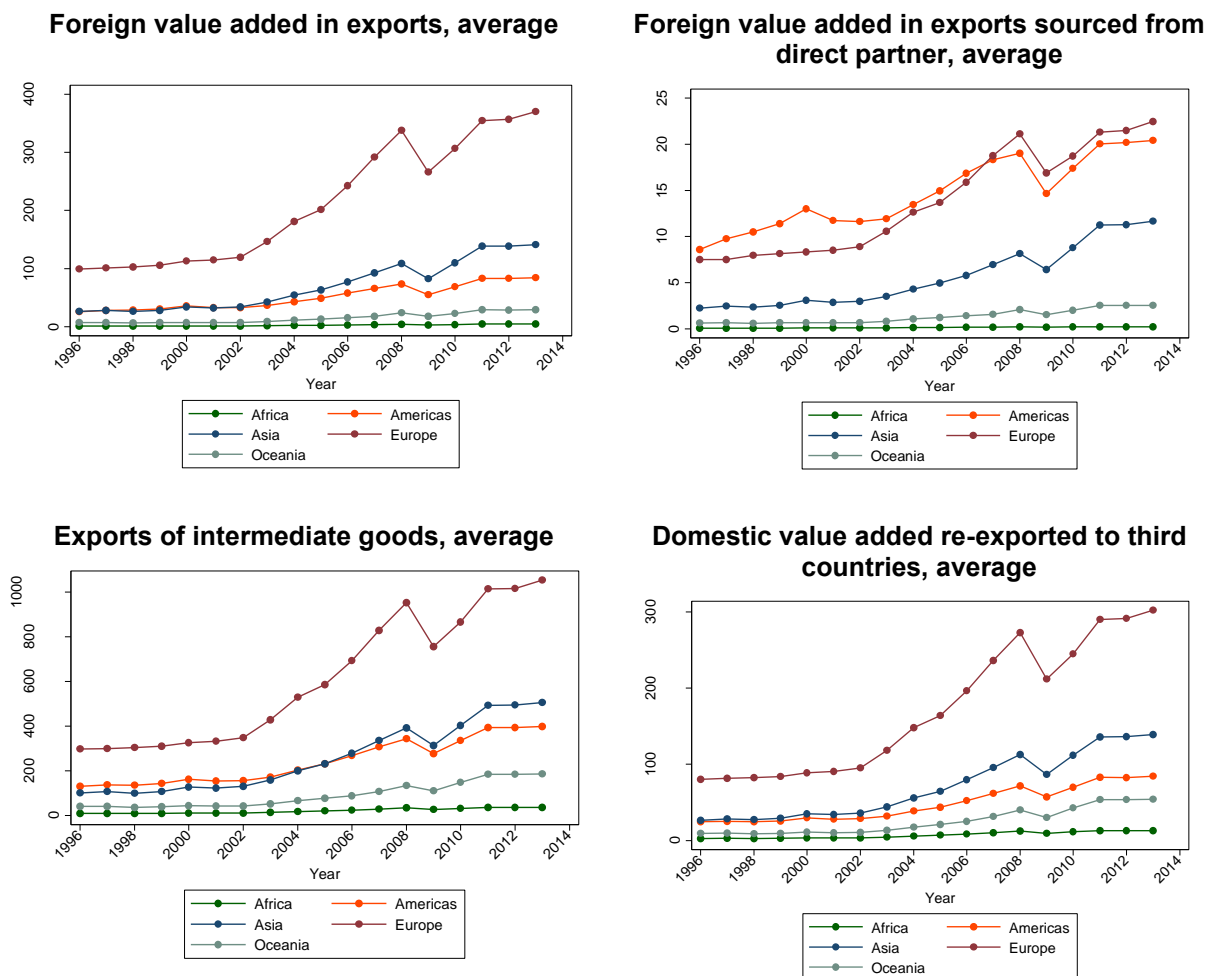 Foreign value added in exports, average
0
100
200
300
400
1996
1998
2000
2002
2004
2006
2008
2010
2012
2014
Year
Africa
Americas
Asia
Europe
Oceania
Foreign value added in exports sourced from
direct partner, average
0
5
10
15
20
25
1996
1998
2000
2002
2004
2006
2008
2010
2012
2014
Year
Africa
Americas
Asia
Europe
Oceania
Exports of intermediate goods, average
0
200
400
600
800
1000
1996
1998
2000
2002
2004
2006
2008
2010
2012
2014
Year
Africa
Americas
Asia
Europe
Oceania
Domestic value added re-exported to third
countries, average
0
100
200
300
1996
1998
2000
2002
2004
2006
2008
2010
2012
2014
Year
Africa
Americas
Asia
Europe
Oceania